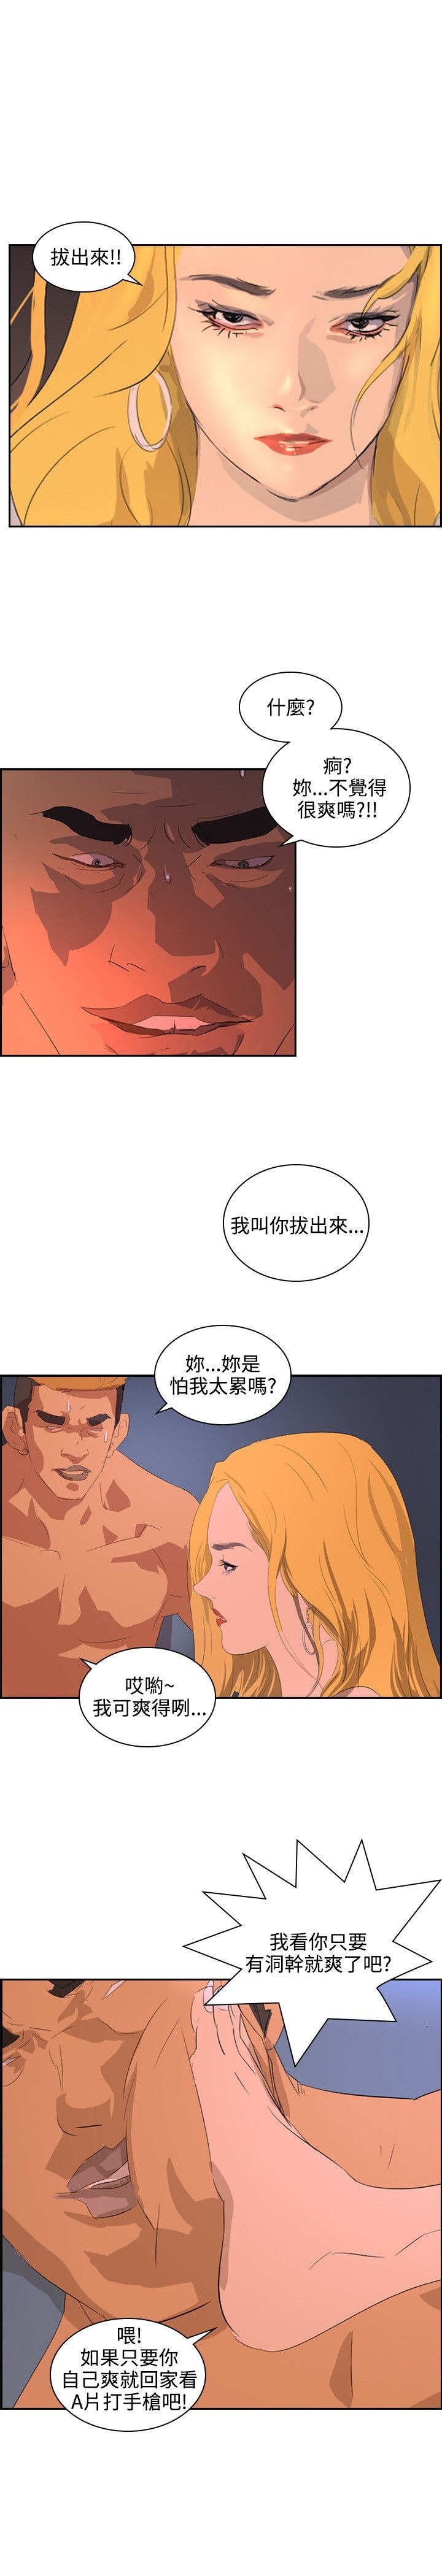 拔出來!!
什麼?
痾?
妳...不覺得
很爽嗎?!!
我叫你拔出來...
妳...妳是
怕我太累嗎?
哎喲~
我可爽得咧...
我看你只要
有洞幹就爽了吧?
喂!
如果只要你
自己爽就回家看
A片打手槍吧!